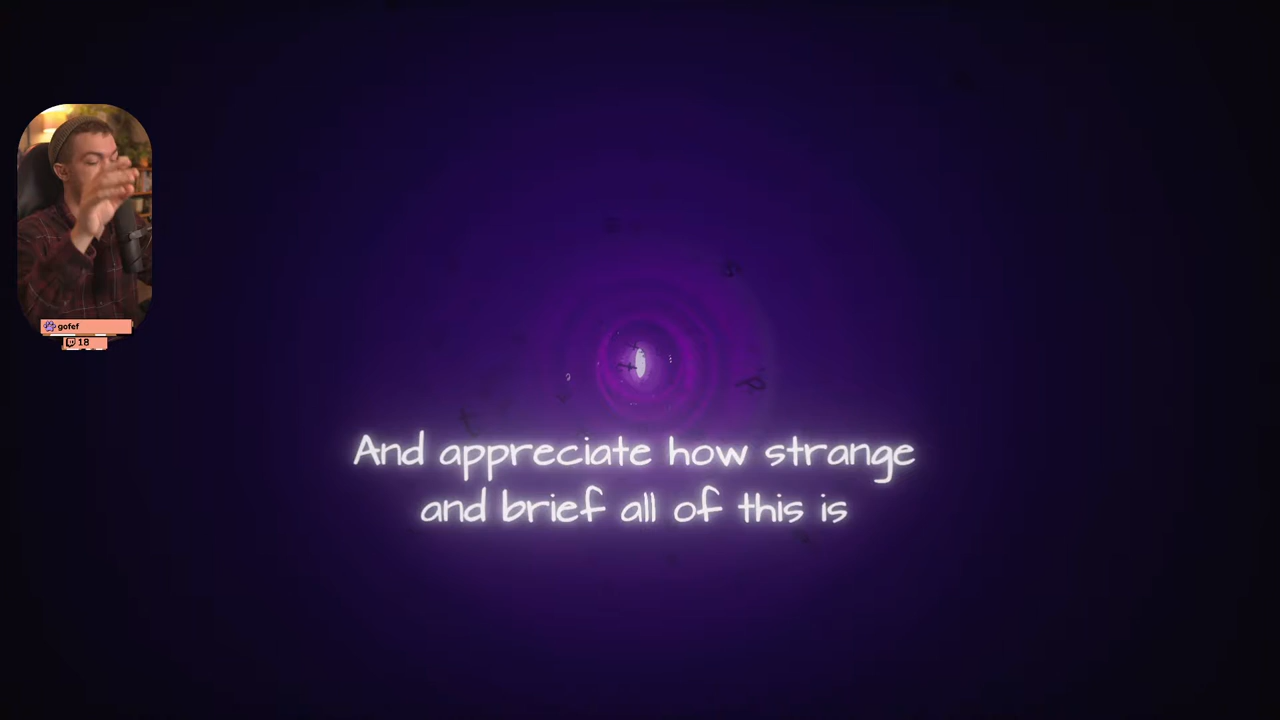 gofef
18
And appreciate how strange
and brief all of this is